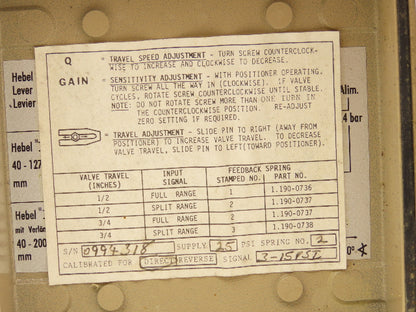 Q = TRAVEL SPEED ADJUSTMENT - TURN SCREW COUNTERCLOCK-
WISE TO INCREASE AND CLOCKWISE TO DECREASE.
GAIN = SENSITIVITY ADJUSTMENT - WITH POSITIONER OPERATING,
TURN SCREW ALL THE WAY IN (CLOCKWISE). IF VALVE
CYCLES, ROTATE SCREW COUNTERCLOCKWISE UNTIL STABLE.
NOTE: DO NOT ROTATE SCREW MORE THAN ONE TURN IN
THE COUNTERCLOCKWISE POSITION. RE-ADJUST
ZERO SETTING IF REQUIRED.
= TRAVEL ADJUSTMENT - SLIDE PIN TO RIGHT (AWAY FROM
POSITIONER) TO INCREASE VALVE TRAVEL. TO DECREASE
VALVE TRAVEL, SLIDE PIN LEFT (TOWARD POSITIONER).
VALVE TRAVEL (INCHES) INPUT SIGNAL FEEDBACK SPRING STAMPED NO. PART NO.
1/2 FULL RANGE 1 1.190-0736
1/2 SPLIT RANGE 2 1.190-0737
3/4 FULL RANGE 2 1.190-0737
3/4 SPLIT RANGE 3 1.190-0738
S/N 0994318 SUPPLY 25 PSI SPRING NO. 2
CALIBRATED FOR DIRECT/REVERSE SIGNAL 3-15 PSI
Hebel
Lever
Levier
Hebel
40-127
mm
Hebel
mit
40-200
mm
Alim.
4 bar